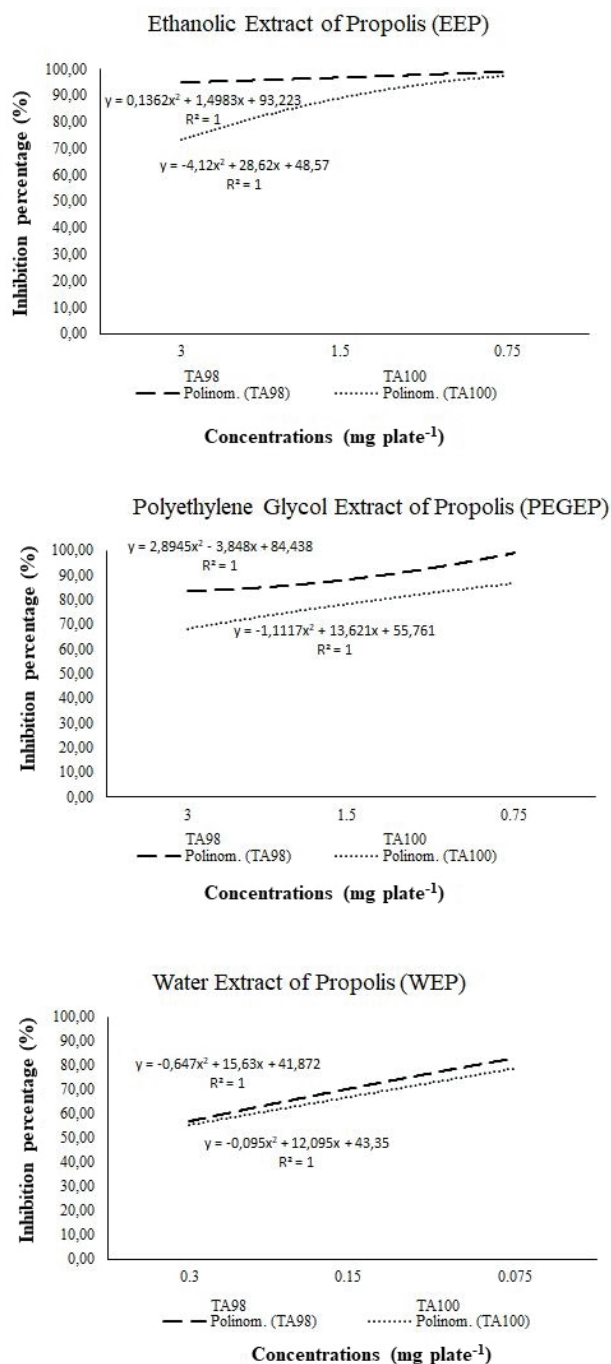 Ethanolic Extract of Propolis (EEP)
Inhibition percentage (%)
100,00
90,00
80,00
70,00
60,00
50,00
40,00
30,00
20,00
10,00
0,00
y = 0,1362x² + 1,4983x + 93,223
R² = 1
y = -4,12x² + 28,62x + 48,57
R² = 1
3 1.5 0.75
TA98 TA100
Polinom. (TA98) Polinom. (TA100)
Concentrations (mg plate⁻¹)
Polyethylene Glycol Extract of Propolis (PEGEP)
Inhibition percentage (%)
100,00
90,00
80,00
70,00
60,00
50,00
40,00
30,00
20,00
10,00
0,00
y = 2,8945x² - 3,848x + 84,438
R² = 1
y = -1,1117x² + 13,621x + 55,761
R² = 1
3 1.5 0.75
TA98 TA100
Polinom. (TA98) Polinom. (TA100)
Concentrations (mg plate⁻¹)
Water Extract of Propolis (WEP)
Inhibition percentage (%)
100,00
90,00
80,00
70,00
60,00
50,00
40,00
30,00
20,00
10,00
0,00
y = -0,647x² + 15,63x + 41,872
R² = 1
y = -0,095x² + 12,095x + 43,35
R² = 1
0.3 0.15 0.075
TA98 TA100
Polinom. (TA98) Polinom. (TA100)
Concentrations (mg plate⁻¹)